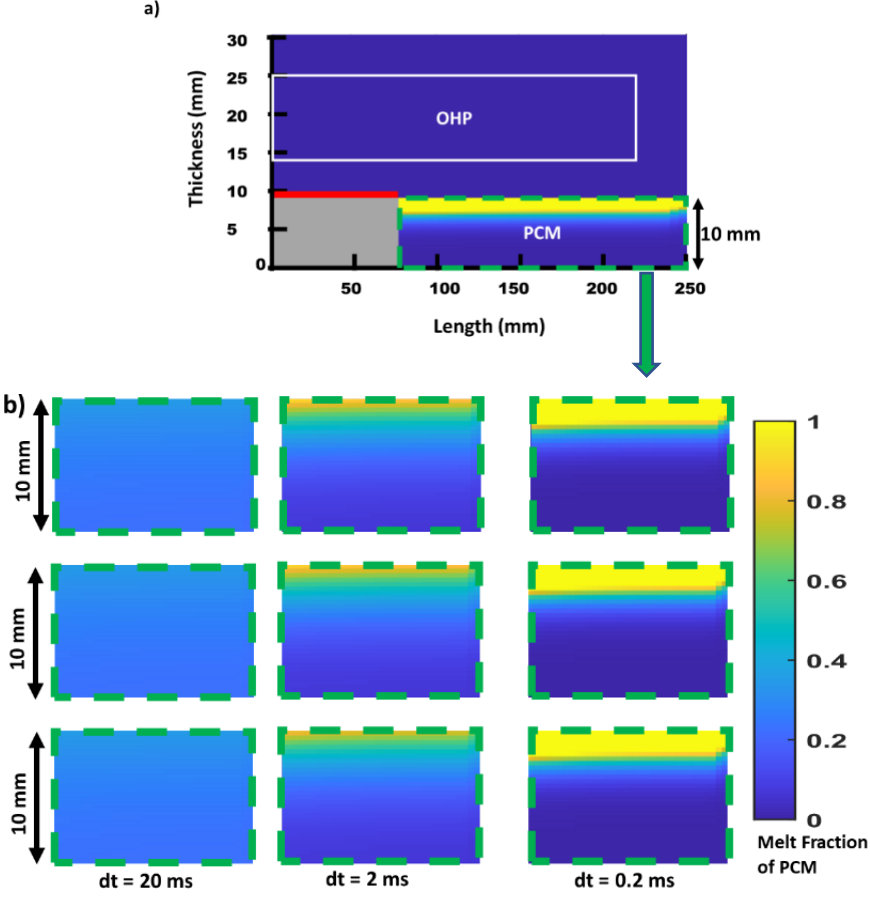 a)
30
25
20
15
10
5
0
Thickness (mm)
OHP
PCM
10 mm
50
100
150
200
250
Length (mm)
b)
10 mm
10 mm
10 mm
1
0.8
0.6
0.4
0.2
0
Melt Fraction
of PCM
dt = 20 ms
dt = 2 ms
dt = 0.2 ms